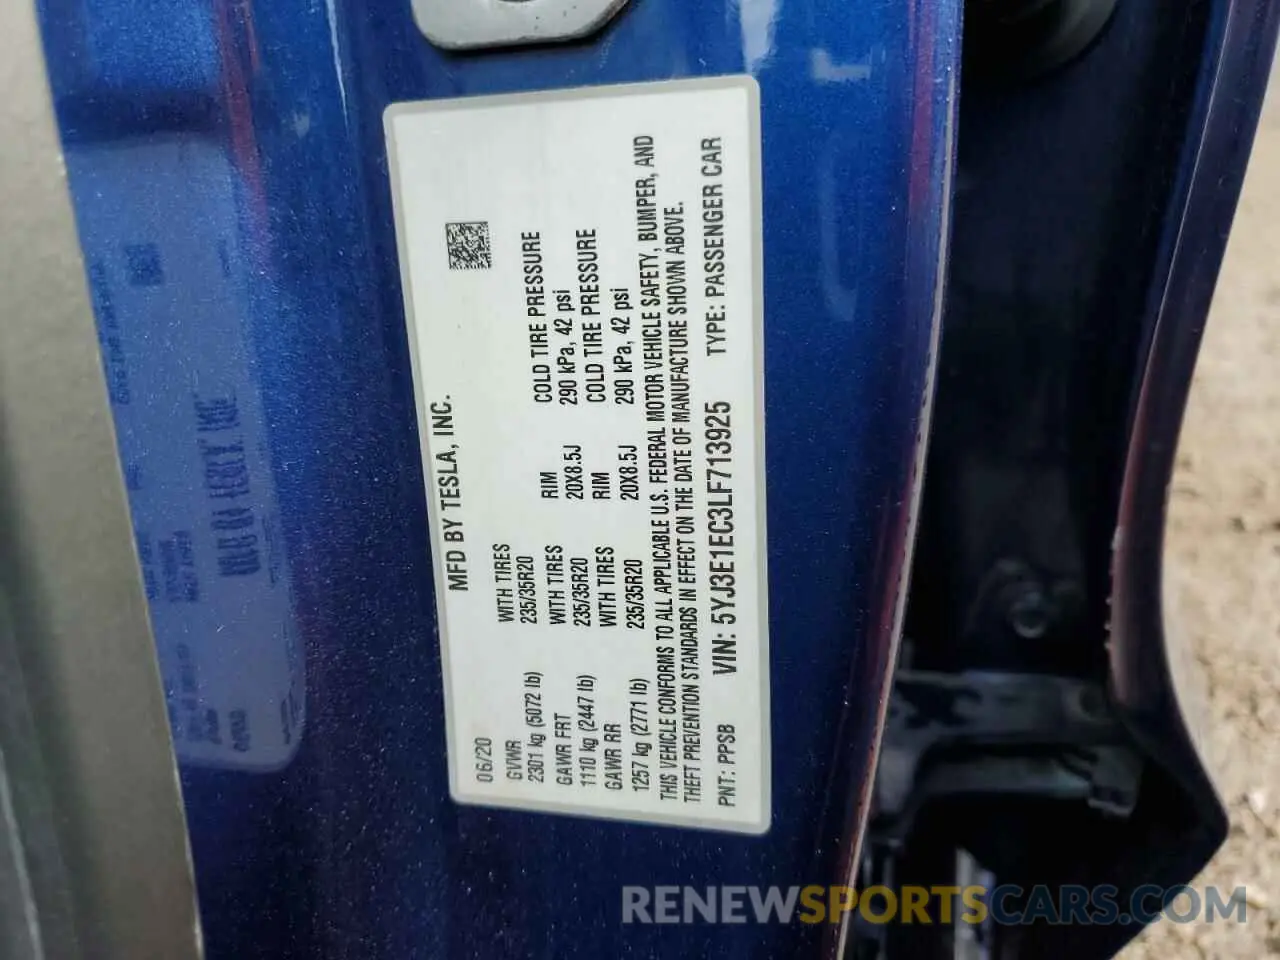 MFD BY TESLA, INC.
06/20
GVWR
2301 kg (5072 lb)
WITH TIRES
235/35R20
RIM
20X8.5J
COLD TIRE PRESSURE
290 kPa, 42 psi
GAWR FRT
1110 kg (2447 lb)
WITH TIRES
235/35R20
RIM
20X8.5J
COLD TIRE PRESSURE
290 kPa, 42 psi
GAWR RR
1257 kg (2771 lb)
WITH TIRES
235/35R20
THIS VEHICLE CONFORMS TO ALL APPLICABLE U.S. FEDERAL MOTOR VEHICLE SAFETY, BUMPER, AND
THEFT PREVENTION STANDARDS IN EFFECT ON THE DATE OF MANUFACTURE SHOWN ABOVE.
PNT: PPSB VIN: 5YJ3E1EC3LF713925 TYPE: PASSENGER CAR
RENEWSPORTSCARS.COM